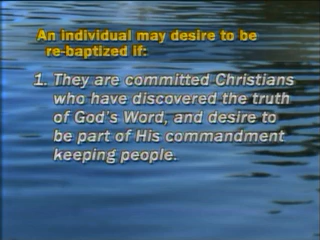 An individual may desire to be
re-baptized if:
1. They are committed Christians
who have discovered the truth
of God's Word, and desire to
be part of His commandment
keeping people.